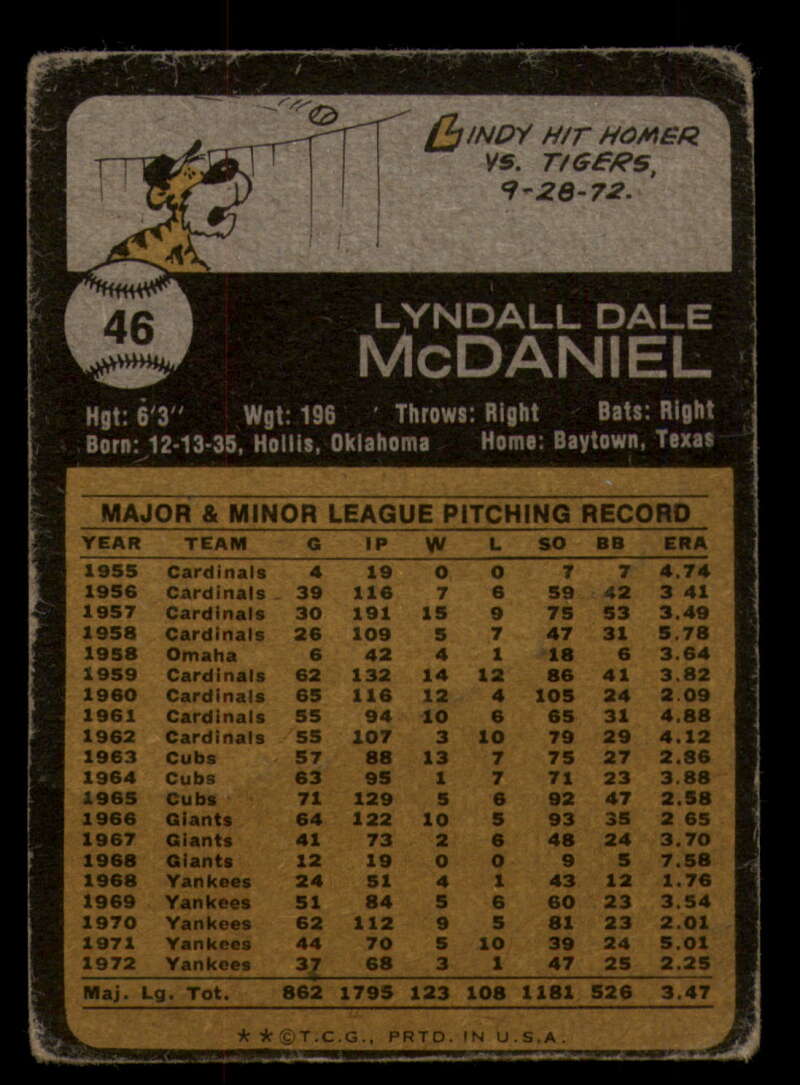 LINDY HIT HOMER
VS. TIGERS,
9-28-72.
46
LYNDALL DALE
McDANIEL
Hgt: 6'3" Wgt: 196 Throws: Right Bats: Right
Born: 12-13-35, Hollis, Oklahoma Home: Baytown, Texas
MAJOR & MINOR LEAGUE PITCHING RECORD
YEAR TEAM G IP W L SO BB ERA
1955 Cardinals 4 19 0 0 7 7 4.74
1956 Cardinals 39 116 7 6 59 42 3 41
1957 Cardinals 30 191 15 9 75 53 3.49
1958 Cardinals 26 109 5 7 47 31 5.78
1958 Omaha 6 42 4 1 18 6 3.64
1959 Cardinals 62 132 14 12 86 41 3.82
1960 Cardinals 65 116 12 4 105 24 2.09
1961 Cardinals 55 94 10 6 65 31 4.88
1962 Cardinals 55 107 3 10 79 29 4.12
1963 Cubs 57 88 13 7 75 27 2.86
1964 Cubs 63 95 1 7 71 23 3.88
1965 Cubs 71 129 5 6 92 47 2.58
1966 Giants 64 122 10 5 93 35 2 65
1967 Giants 41 73 2 6 48 24 3.70
1968 Giants 12 19 0 0 9 5 7.58
1968 Yankees 24 51 4 1 43 12 1.76
1969 Yankees 51 84 5 6 60 23 3.54
1970 Yankees 62 112 9 5 81 23 2.01
1971 Yankees 44 70 5 10 39 24 5.01
1972 Yankees 37 68 3 1 47 25 2.25
Maj. Lg. Tot. 862 1795 123 108 1181 526 3.47
* * ©T.C.G., PRTD. IN U.S.A.